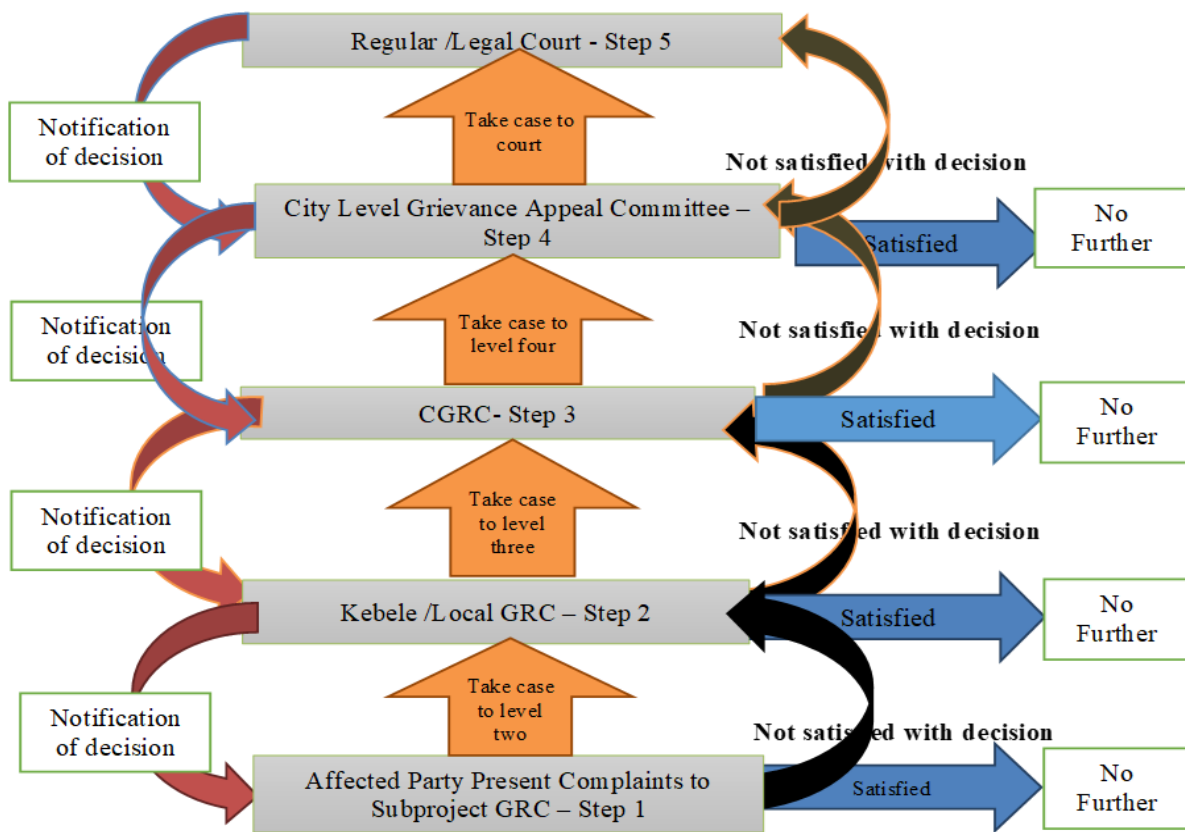 Regular /Legal Court - Step 5
Notification
of decision
Take case to
court
Not satisfied with decision
City Level Grievance Appeal Committee –
Step 4
Satisfied
No
Further
Notification
of decision
Take case to
level four
Not satisfied with decision
CGRC- Step 3
Satisfied
No
Further
Notification
of decision
Take case
to level
three
Not satisfied with decision
Kebele /Local GRC – Step 2
Satisfied
No
Further
Notification
of decision
Take case
to level
two
Not satisfied with decision
Affected Party Present Complaints to
Subproject GRC – Step 1
Satisfied
No
Further